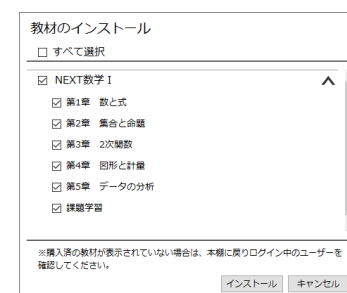 教材のインストール
すべて選択
NEXT数学Ⅰ
第1章 数と式
第2章 集合と命題
第3章 2次関数
第4章 図形と計量
第5章 データの分析
課題学習
※購入済の教材が表示されていない場合は、本棚に戻りログイン中のユーザーを
確認してください。
インストール キャンセル